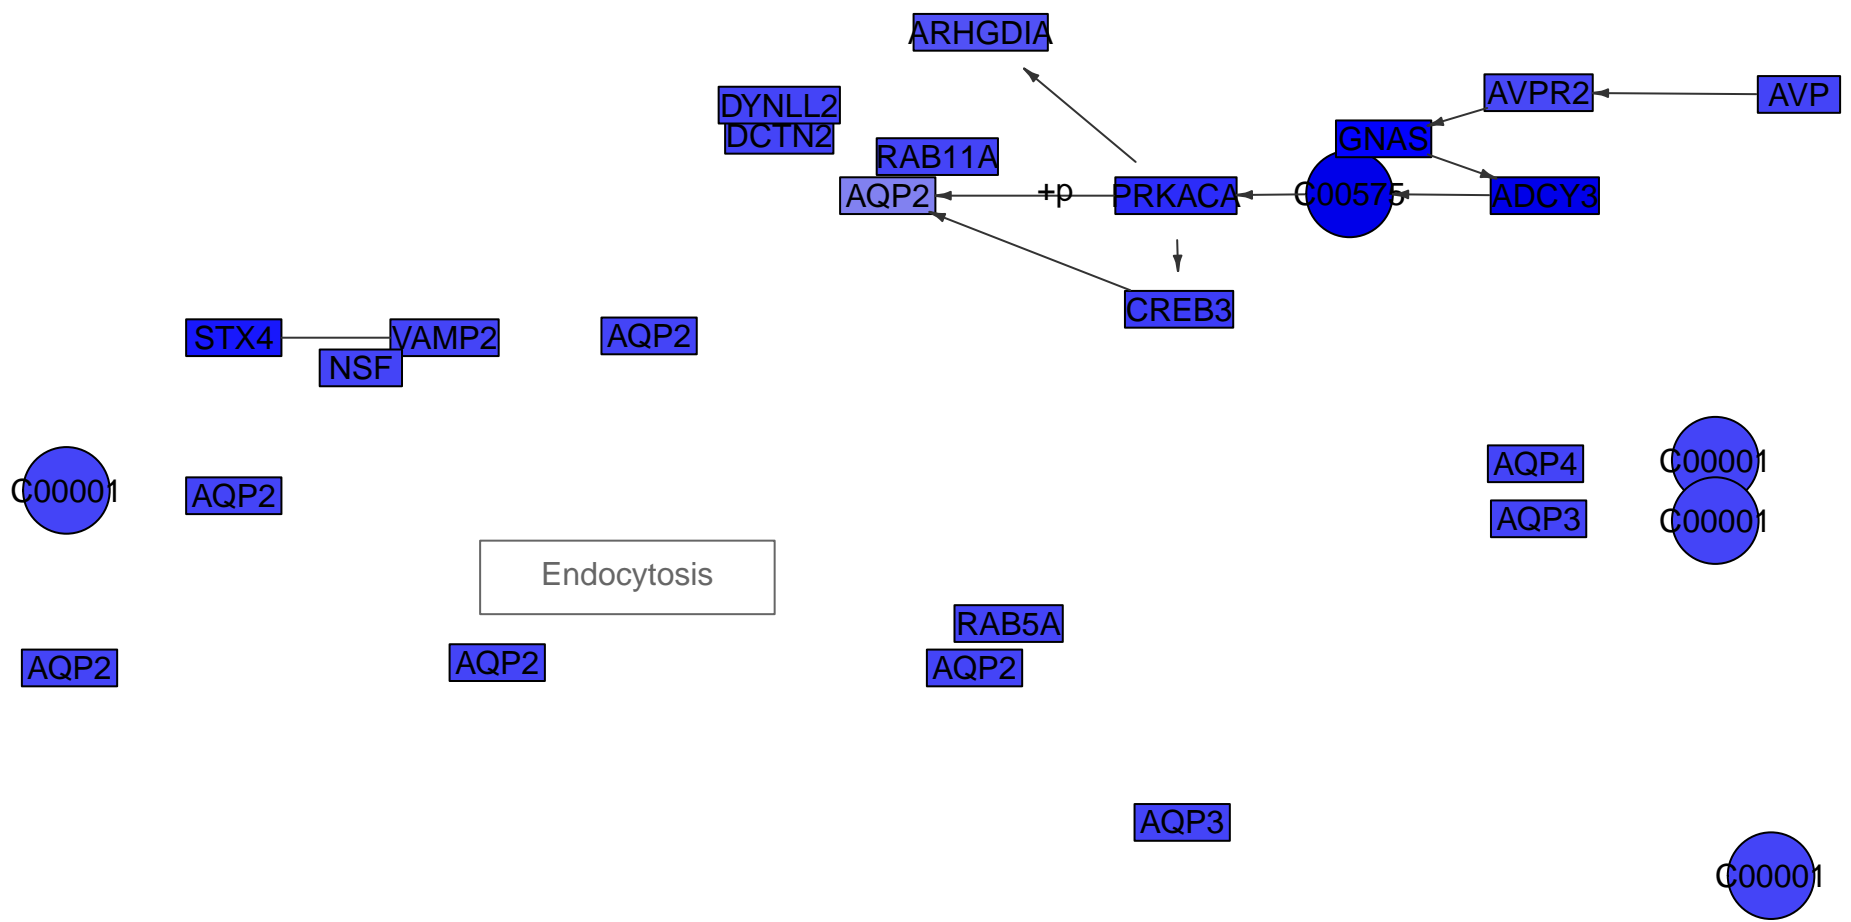 ARHGDIA
DYNLL2
AVPR2
AVP
DCTN2
GNAS
RAB11A
AQP2
+p
PRKACA
C00575
ADCY3
CREB3
STX4
VAMP2
AQP2
NSF
C00001
AQP2
AQP4
C00001
AQP3
C00001
Endocytosis
RAB5A
AQP2
AQP2
AQP2
AQP3
C00001